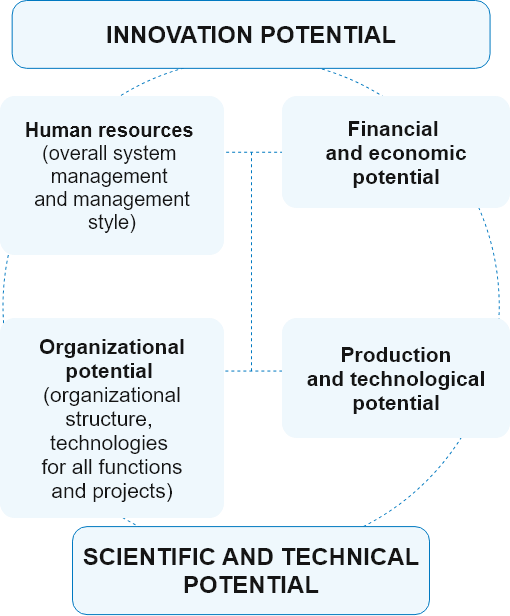 INNOVATION POTENTIAL
Human resources
(overall system
management
and management
style)
Financial
and economic
potential
Organizational
potential
(organizational
structure,
technologies
for all functions
and projects)
Production
and technological
potential
SCIENTIFIC AND TECHNICAL
POTENTIAL